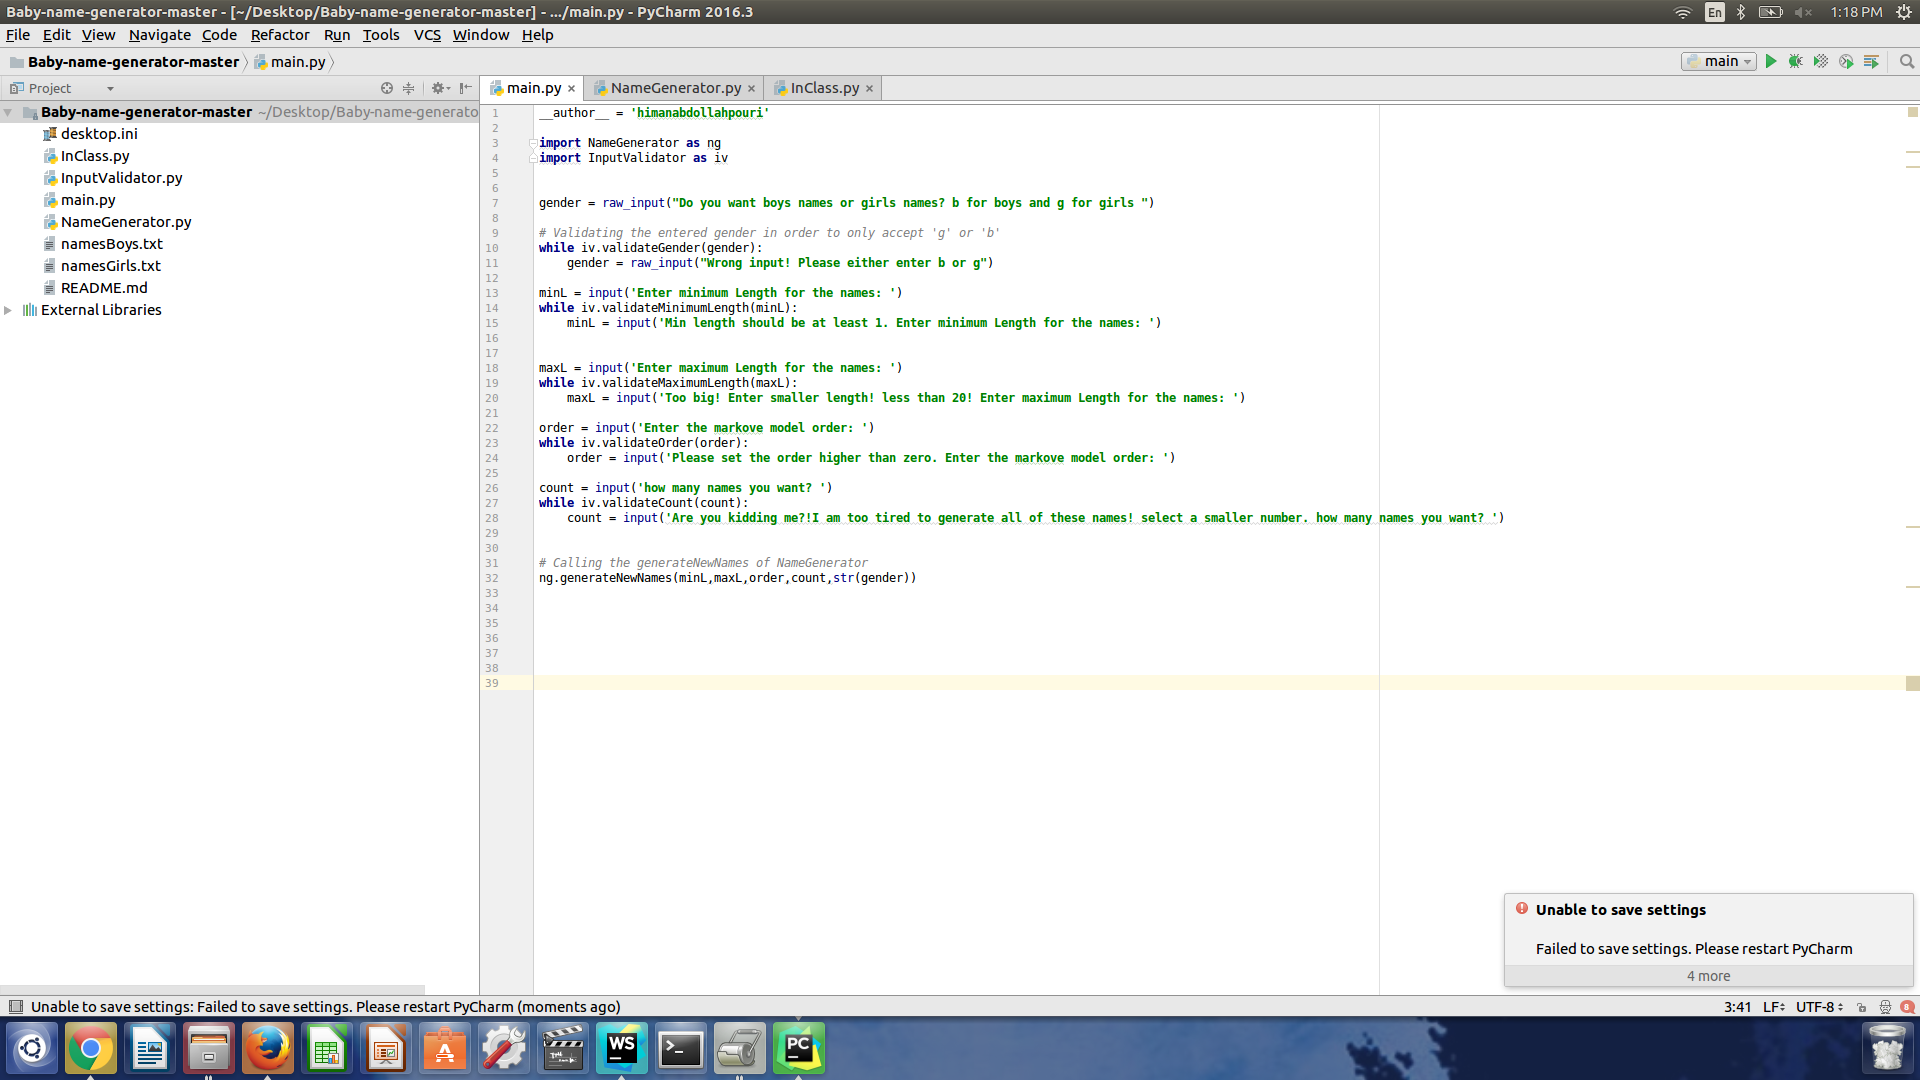 Baby-name-generator-master - [~/Desktop/Baby-name-generator-master] - .../main.py - PyCharm 2016.3
En
1:18 PM
File Edit View Navigate Code Refactor Run Tools VCS Window Help
Baby-name-generator-master main.py
main
Project
main.py NameGenerator.py InClass.py
Baby-name-generator-master ~/Desktop/Baby-name-generato
desktop.ini
InClass.py
InputValidator.py
main.py
NameGenerator.py
namesBoys.txt
namesGirls.txt
README.md
External Libraries
1 __author__ = 'himanabdollahpouri'
2
3 import NameGenerator as ng
4 import InputValidator as iv
5
6
7 gender = raw_input("Do you want boys names or girls names? b for boys and g for girls ")
8
9 # Validating the entered gender in order to only accept 'g' or 'b'
10 while iv.validateGender(gender):
11     gender = raw_input("Wrong input! Please either enter b or g")
12
13 minL = input('Enter minimum Length for the names: ')
14 while iv.validateMinimumLength(minL):
15     minL = input('Min length should be at least 1. Enter minimum Length for the names: ')
16
17
18 maxL = input('Enter maximum Length for the names: ')
19 while iv.validateMaximumLength(maxL):
20     maxL = input('Too big! Enter smaller length! less than 20! Enter maximum Length for the names: ')
21
22 order = input('Enter the markove model order: ')
23 while iv.validateOrder(order):
24     order = input('Please set the order higher than zero. Enter the markove model order: ')
25
26 count = input('how many names you want? ')
27 while iv.validateCount(count):
28     count = input('Are you kidding me?!I am too tired to generate all of these names! select a smaller number. how many names you want? ')
29
30
31 # Calling the generateNewNames of NameGenerator
32 ng.generateNewNames(minL,maxL,order,count,str(gender))
33
34
35
36
37
38
39
Unable to save settings
Failed to save settings. Please restart PyCharm
4 more
Unable to save settings: Failed to save settings. Please restart PyCharm (moments ago)
3:41 LF UTF-8 8
WS
PC